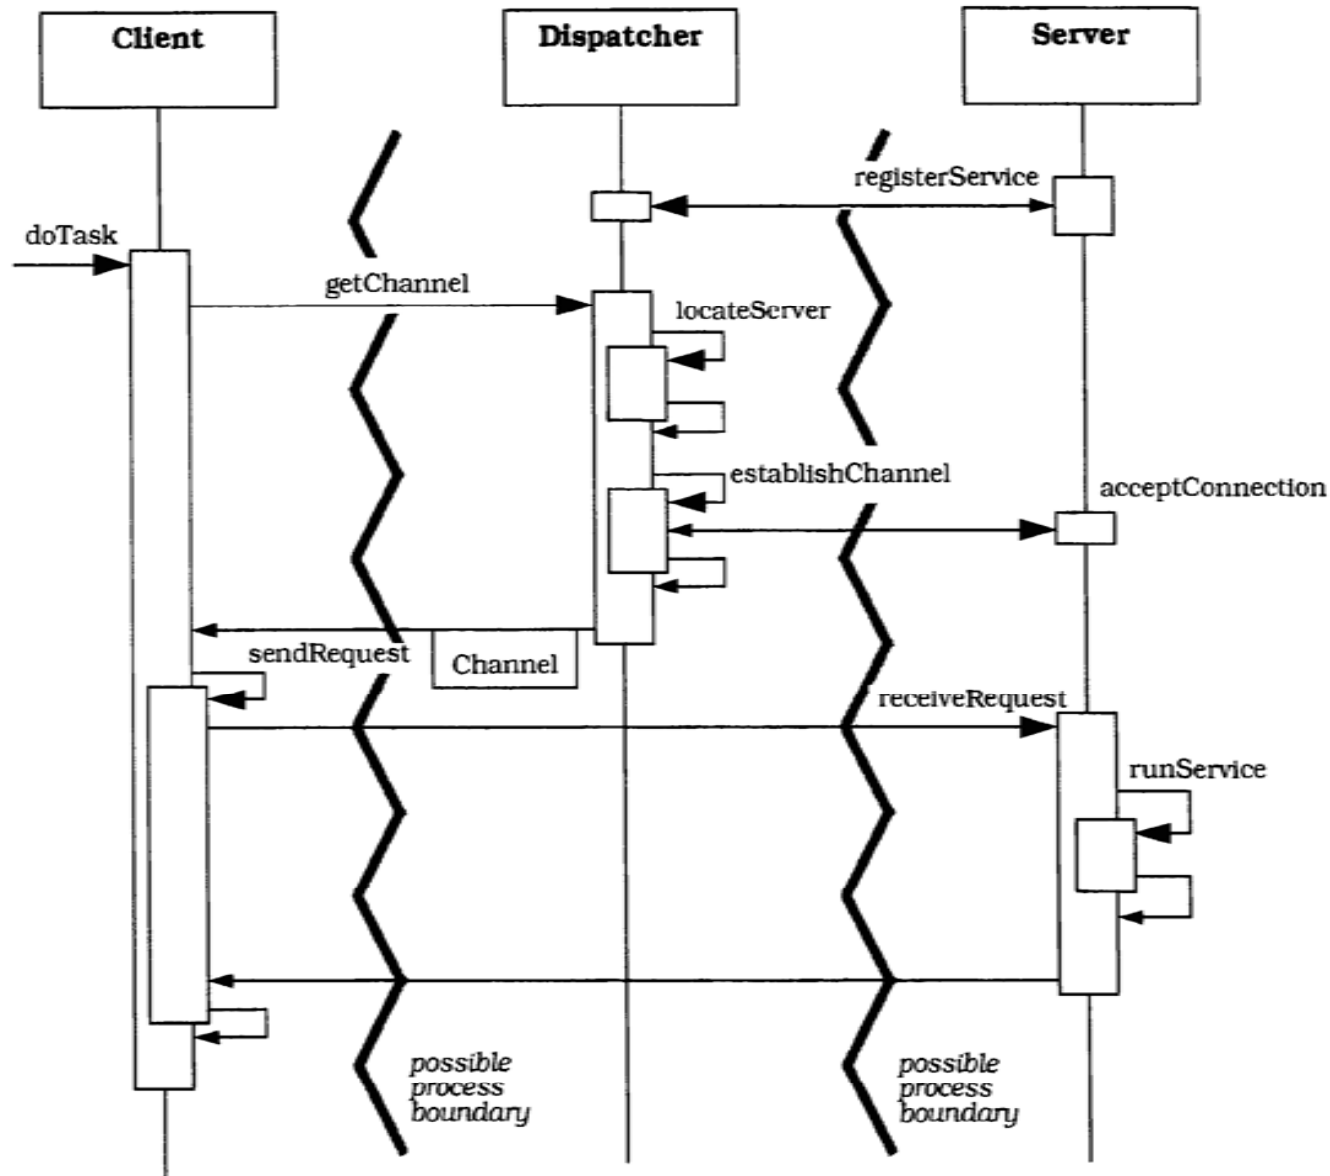 Client
Dispatcher
Server
registerService
doTask
getChannel
locateServer
establishChannel
acceptConnection
sendRequest
Channel
receiveRequest
runService
possible
process
boundary
possible
process
boundary